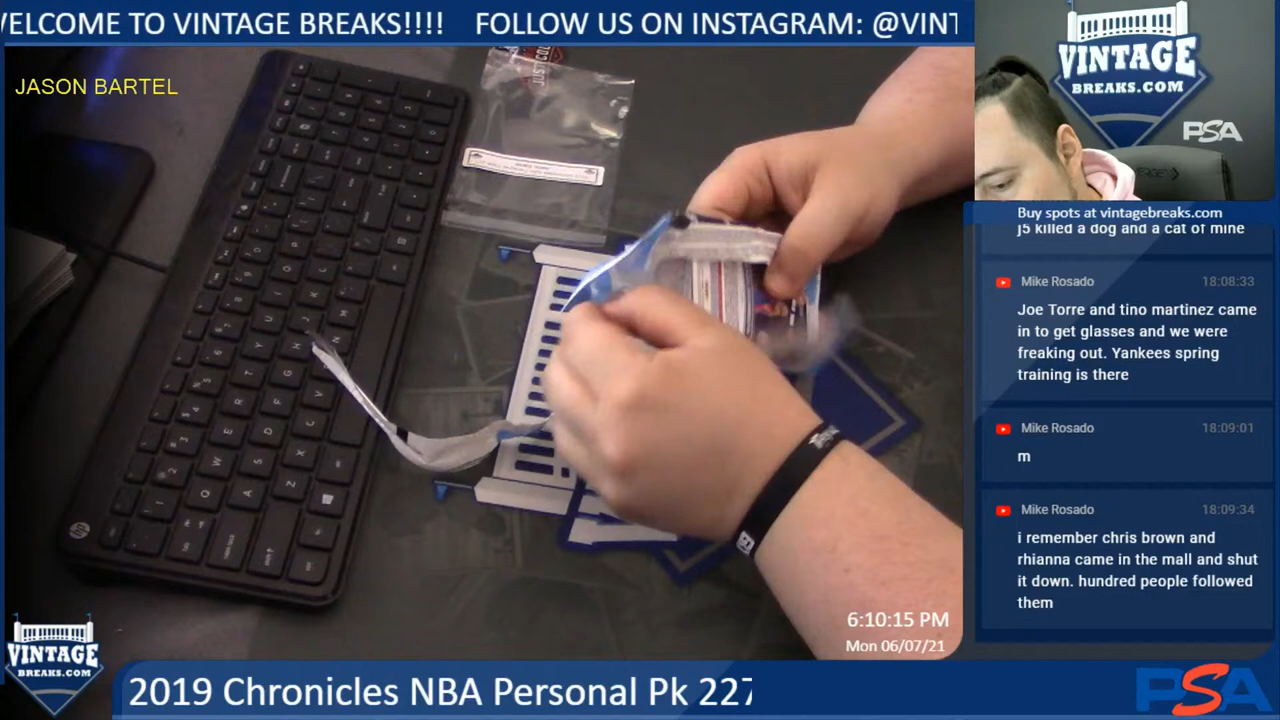 ELCOME TO VINTAGE BREAKS!!!! FOLLOW US ON INSTAGRAM: @VINT
JASON BARTEL
VINTAGE
BREAKS.COM
PSA
Buy spots at vintagebreaks.com
j5 killed a dog and a cat of mine
Mike Rosado 18:08:33
Joe Torre and tino martinez came
in to get glasses and we were
freaking out. Yankees spring
training is there
Mike Rosado 18:09:01
m
Mike Rosado 18:09:34
i remember chris brown and
rhianna came in the mall and shut
it down. hundred people followed
them
6:10:15 PM
Mon 06/07/21
VINTAGE
BREAKS.COM
2019 Chronicles NBA Personal Pk 227
PSA